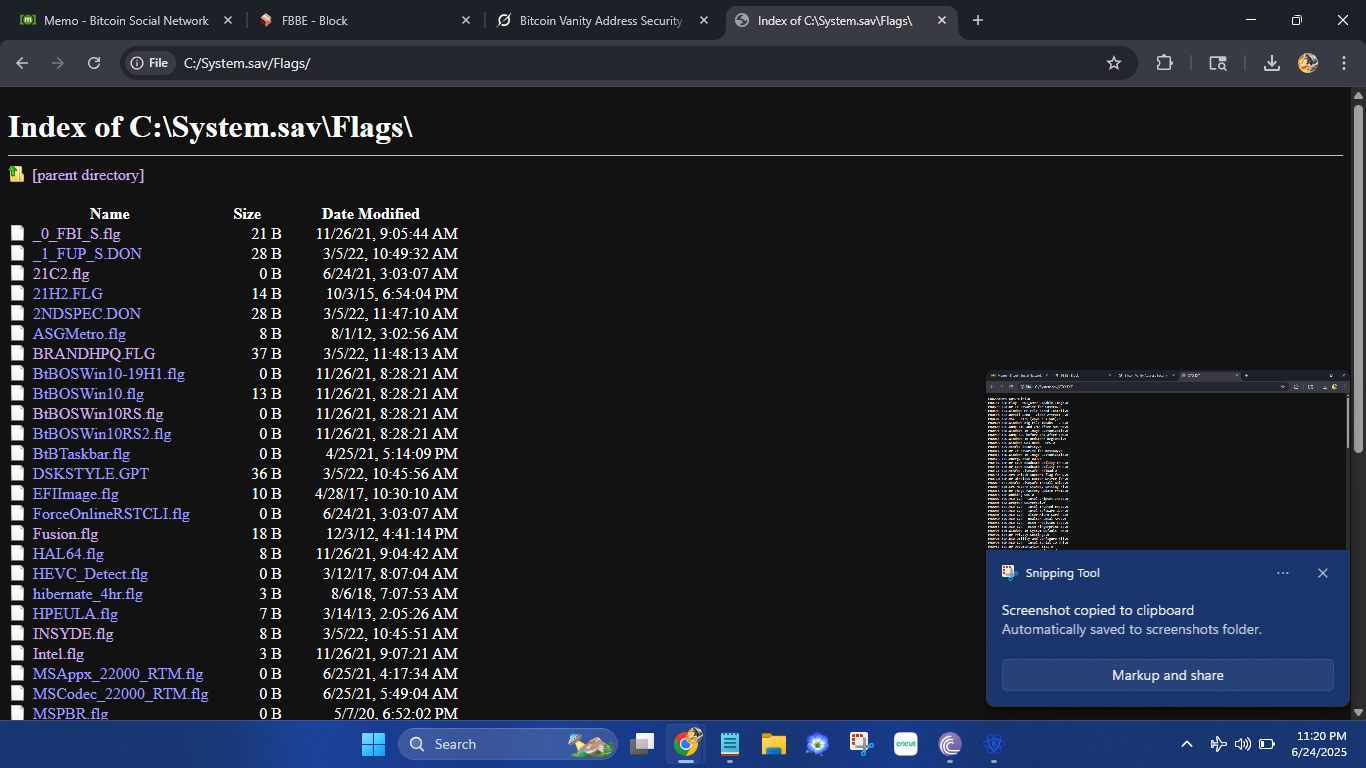 Memo - Bitcoin Social Network
FBBE - Block
Bitcoin Vanity Address Security
Index of C:\System.sav\Flags\
File
C:/System.sav/Flags/
Index of C:\System.sav\Flags\
[parent directory]
Name Size Date Modified
_0_FBI_S.flg 21 B 11/26/21, 9:05:44 AM
_1_FUP_S.DON 28 B 3/5/22, 10:49:32 AM
21C2.flg 0 B 6/24/21, 3:03:07 AM
21H2.FLG 14 B 10/3/15, 6:54:04 PM
2NDSPEC.DON 28 B 3/5/22, 11:47:10 AM
ASGMetro.flg 8 B 8/1/12, 3:02:56 AM
BRANDHPQ.FLG 37 B 3/5/22, 11:48:13 AM
BtBOSWin10-19H1.flg 0 B 11/26/21, 8:28:21 AM
BtBOSWin10.flg 13 B 11/26/21, 8:28:21 AM
BtBOSWin10RS.flg 0 B 11/26/21, 8:28:21 AM
BtBOSWin10RS2.flg 0 B 11/26/21, 8:28:21 AM
BtBTaskbar.flg 0 B 4/25/21, 5:14:09 PM
DSKSTYLE.GPT 36 B 3/5/22, 10:45:56 AM
EFIImage.flg 10 B 4/28/17, 10:30:10 AM
ForceOnlineRSTCLI.flg 0 B 6/24/21, 3:03:07 AM
Fusion.flg 18 B 12/3/12, 4:41:14 PM
HAL64.flg 8 B 11/26/21, 9:04:42 AM
HEVC_Detect.flg 0 B 3/12/17, 8:07:04 AM
hibernate_4hr.flg 3 B 8/6/18, 7:07:53 AM
HPEULA.flg 7 B 3/14/13, 2:05:26 AM
INSYDE.flg 8 B 3/5/22, 10:45:51 AM
Intel.flg 3 B 11/26/21, 9:07:21 AM
MSAppx_22000_RTM.flg 0 B 6/25/21, 4:17:34 AM
MSCodec_22000_RTM.flg 0 B 6/25/21, 5:49:04 AM
MSPBR.flg 0 B 5/7/20, 6:52:02 PM
Snipping Tool
Screenshot copied to clipboard
Automatically saved to screenshots folder.
Markup and share
Search
cricut
11:20 PM
6/24/2025